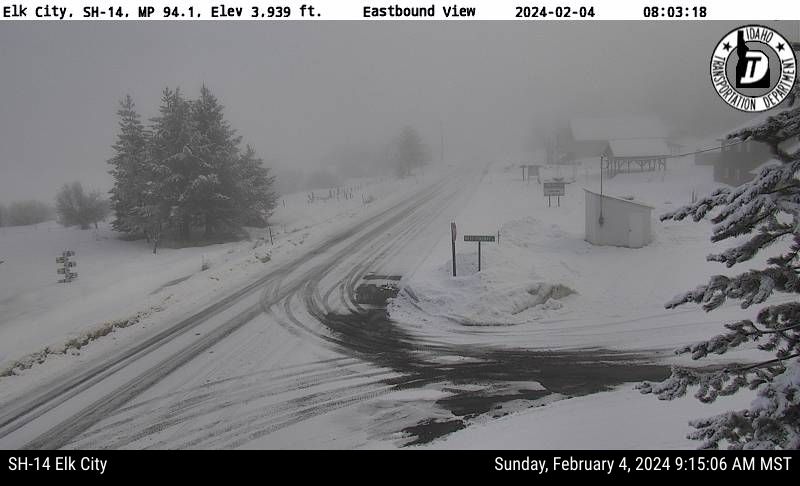 Elk City, SH-14, MP 94.1, Elev 3,939 ft. Eastbound View 2024-02-04 08:03:18
IDAHO
TRANSPORTATION DEPARTMENT
SH-14 Elk City Sunday, February 4, 2024 9:15:06 AM MST